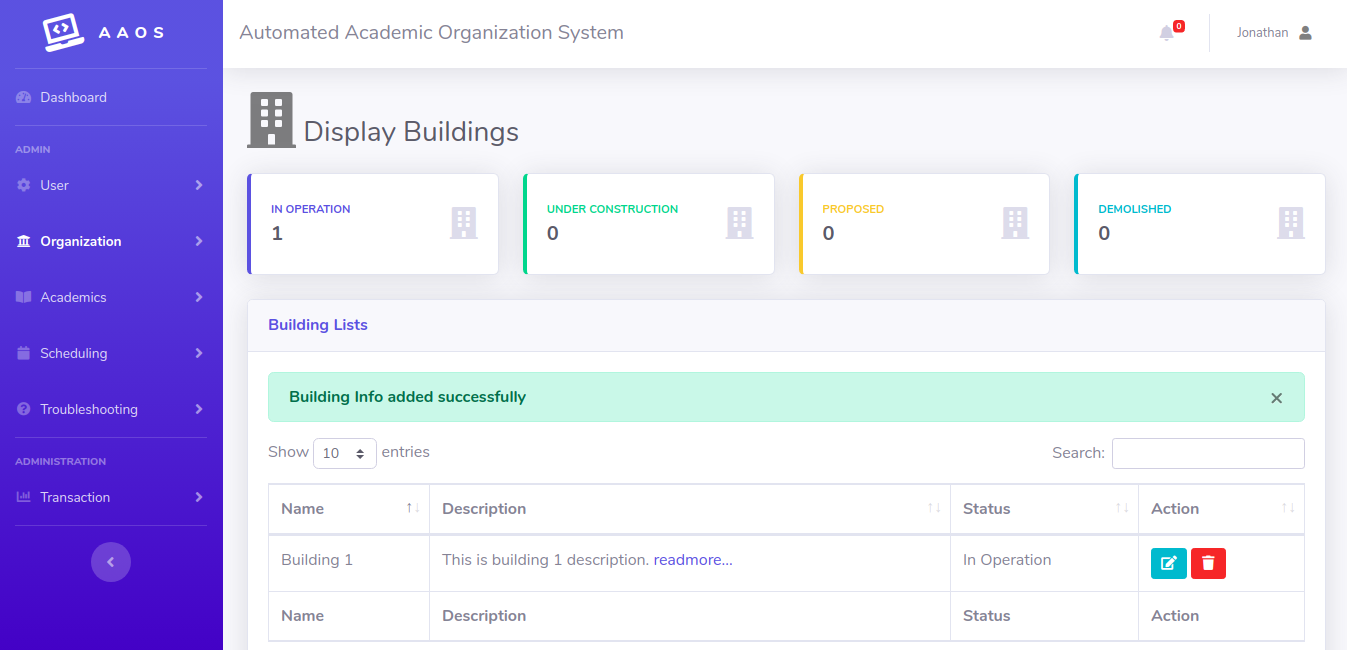 AAOS
Automated Academic Organization System
0
Jonathan
Dashboard
ADMIN
User
Organization
Academics
Scheduling
Troubleshooting
ADMINISTRATION
Transaction
Display Buildings
IN OPERATION
1
UNDER CONSTRUCTION
0
PROPOSED
0
DEMOLISHED
0
Building Lists
Building Info added successfully
Show 10 entries
Search:
Name Description Status Action
Building 1 This is building 1 description. readmore... In Operation
Name Description Status Action